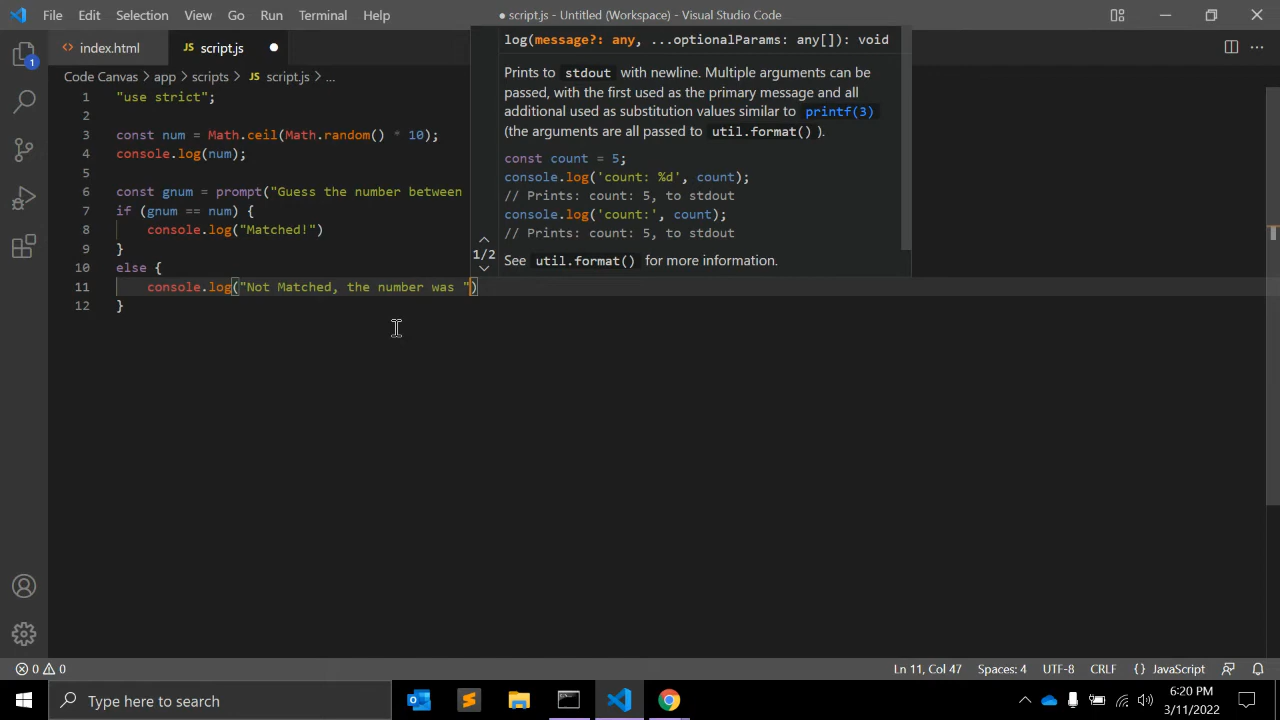 File Edit Selection View Go Run Terminal Help
● script.js - Untitled (Workspace) - Visual Studio Code
index.html
JS script.js
Code Canvas > app > scripts > JS script.js > ...
1 "use strict";
2
3 const num = Math.ceil(Math.random() * 10);
4 console.log(num);
5
6 const gnum = prompt("Guess the number between
7 if (gnum == num) {
8 console.log("Matched!")
9 }
10 else {
11 console.log("Not Matched, the number was ")
12 }
log(message?: any, ...optionalParams: any[]): void
Prints to stdout with newline. Multiple arguments can be
passed, with the first used as the primary message and all
additional used as substitution values similar to printf(3)
(the arguments are all passed to util.format() ).
const count = 5;
console.log('count: %d', count);
// Prints: count: 5, to stdout
console.log('count:', count);
// Prints: count: 5, to stdout
1/2
See util.format() for more information.
1
0 0
Ln 11, Col 47 Spaces: 4 UTF-8 CRLF {} JavaScript
Type here to search
6:20 PM
3/11/2022